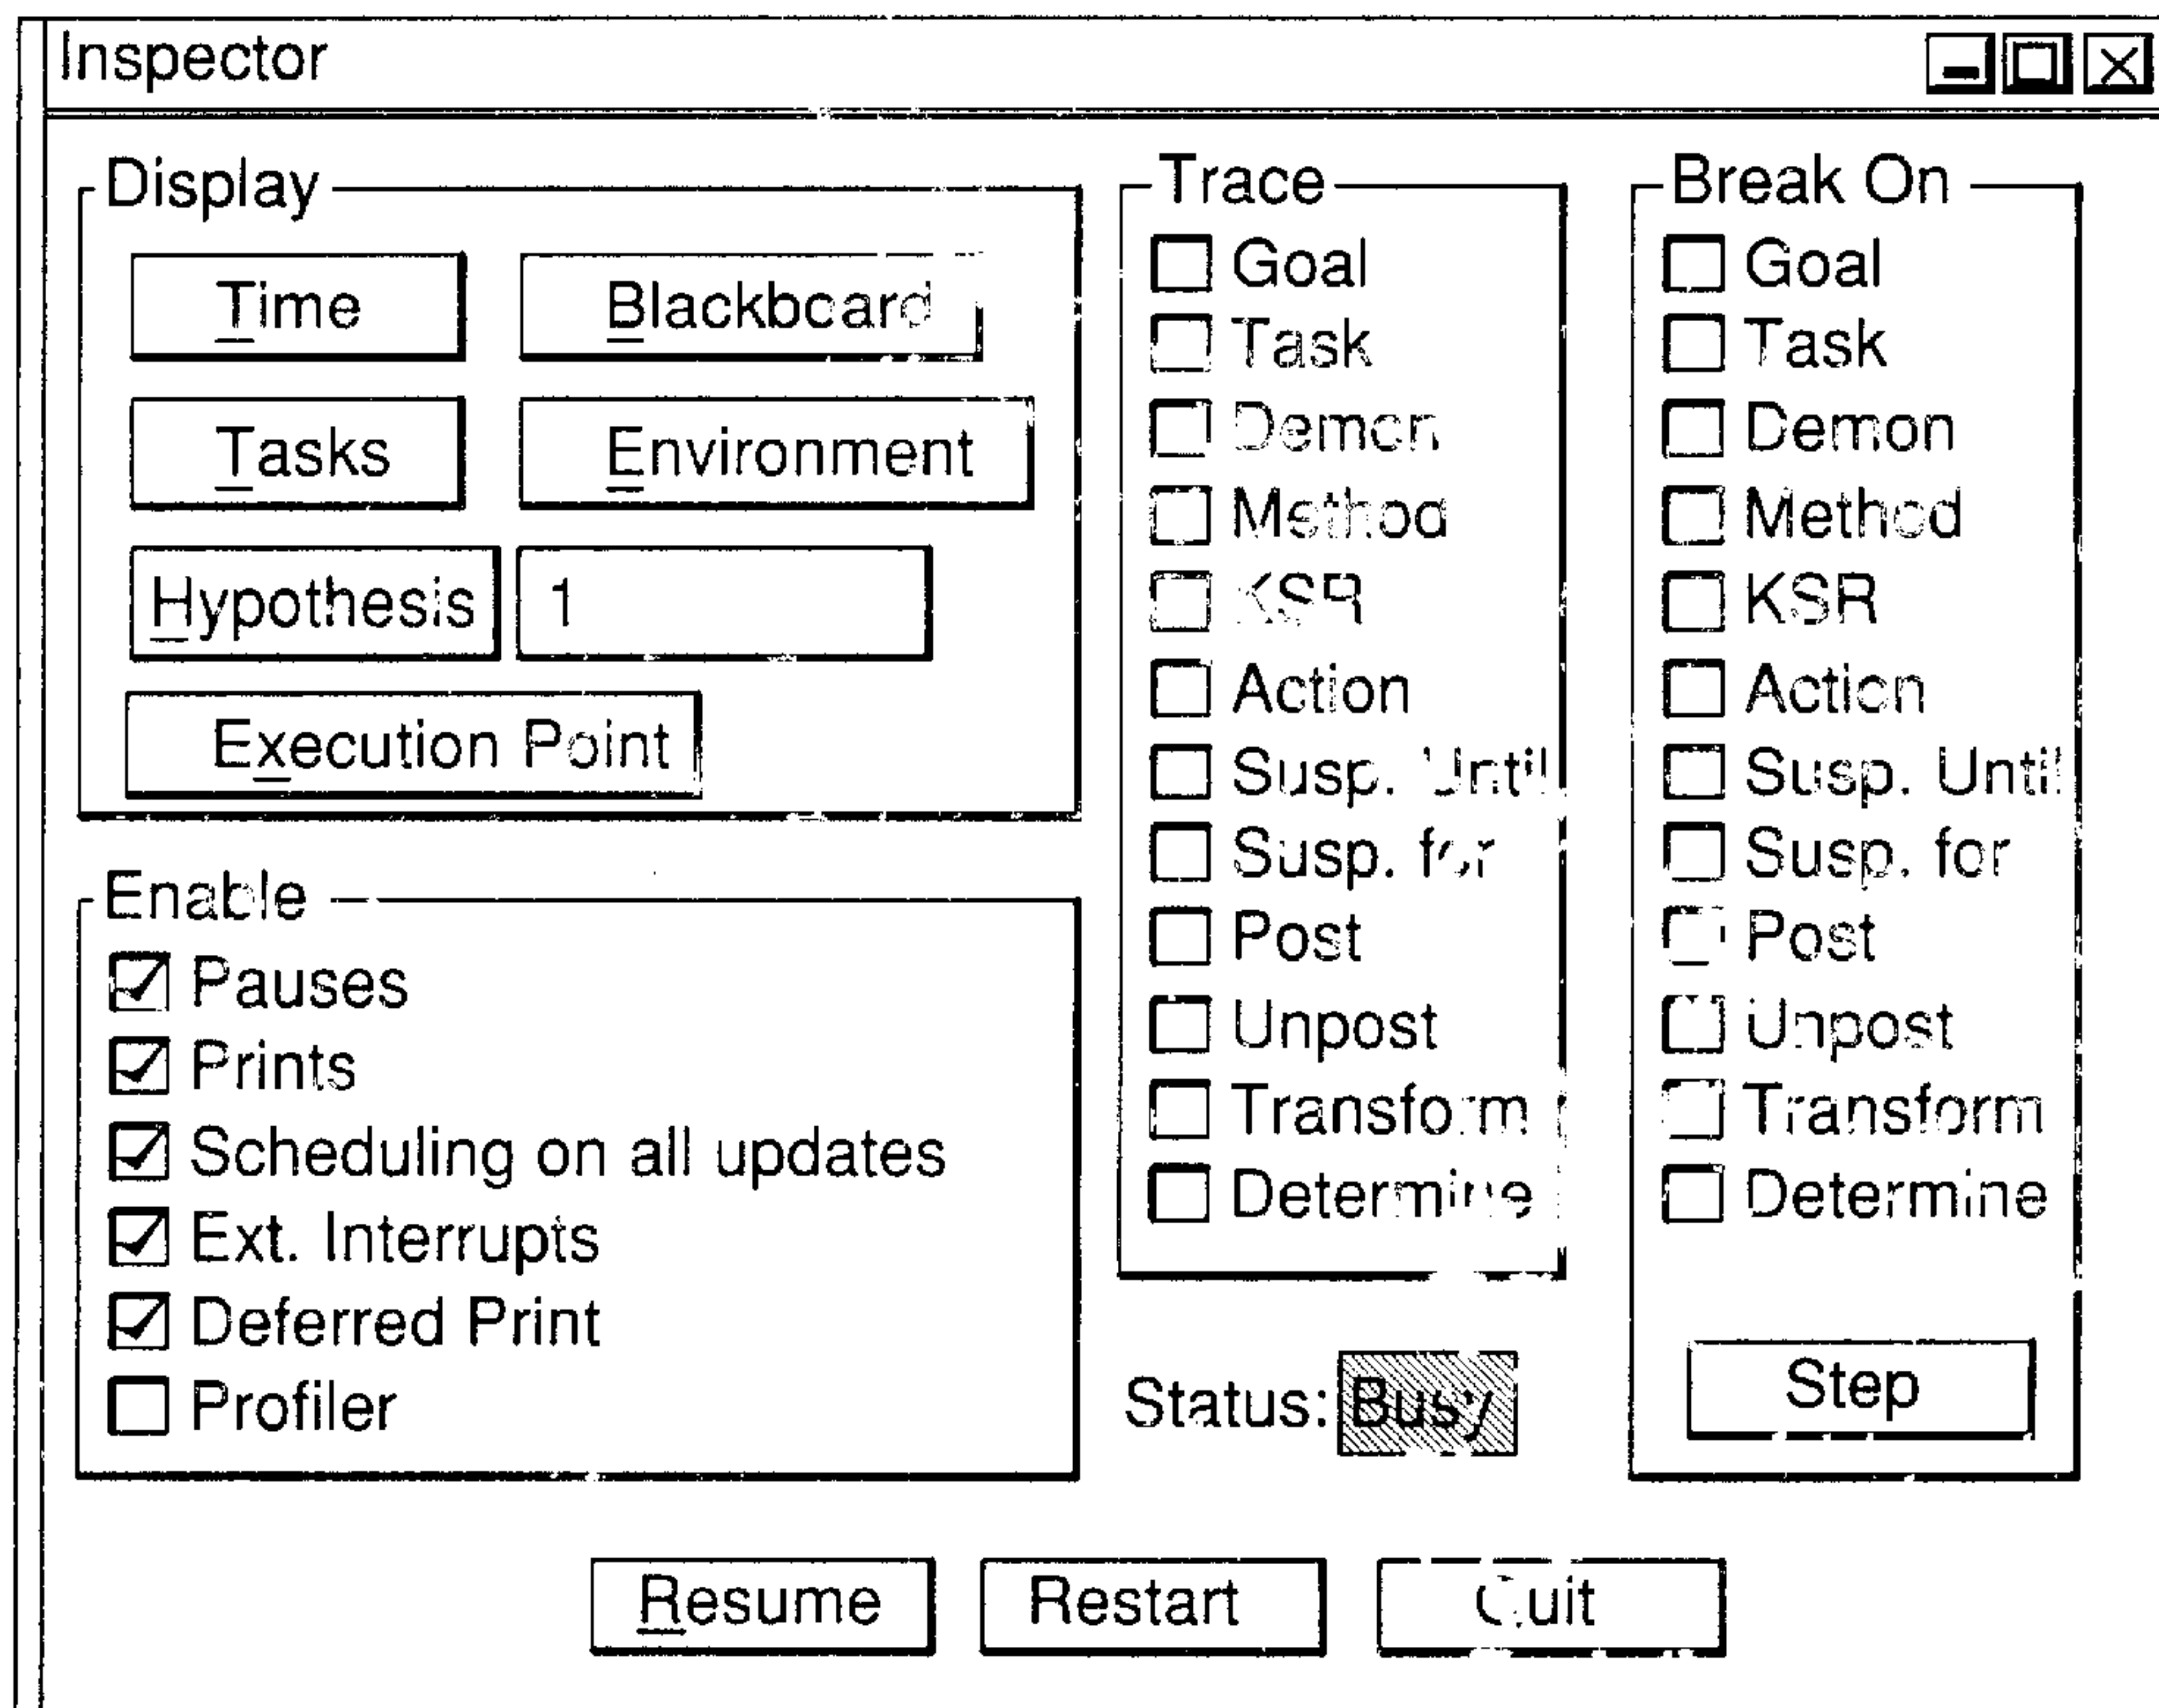 Inspector
Display
Time
Blackboard
Tasks
Environment
Hypothesis
1
Execution Point
Enable
Pauses
Prints
Scheduling on all updates
Ext. Interrupts
Deferred Print
Profiler
Trace
Goal
Task
Demon
Method
KSR
Action
Susp. Until
Susp. for
Post
Unpost
Transform
Determine
Status: Busy
Break On
Goal
Task
Demon
Method
KSR
Action
Susp. Until
Susp. for
Post
Unpost
Transform
Determine
Step
Resume
Restart
Quit